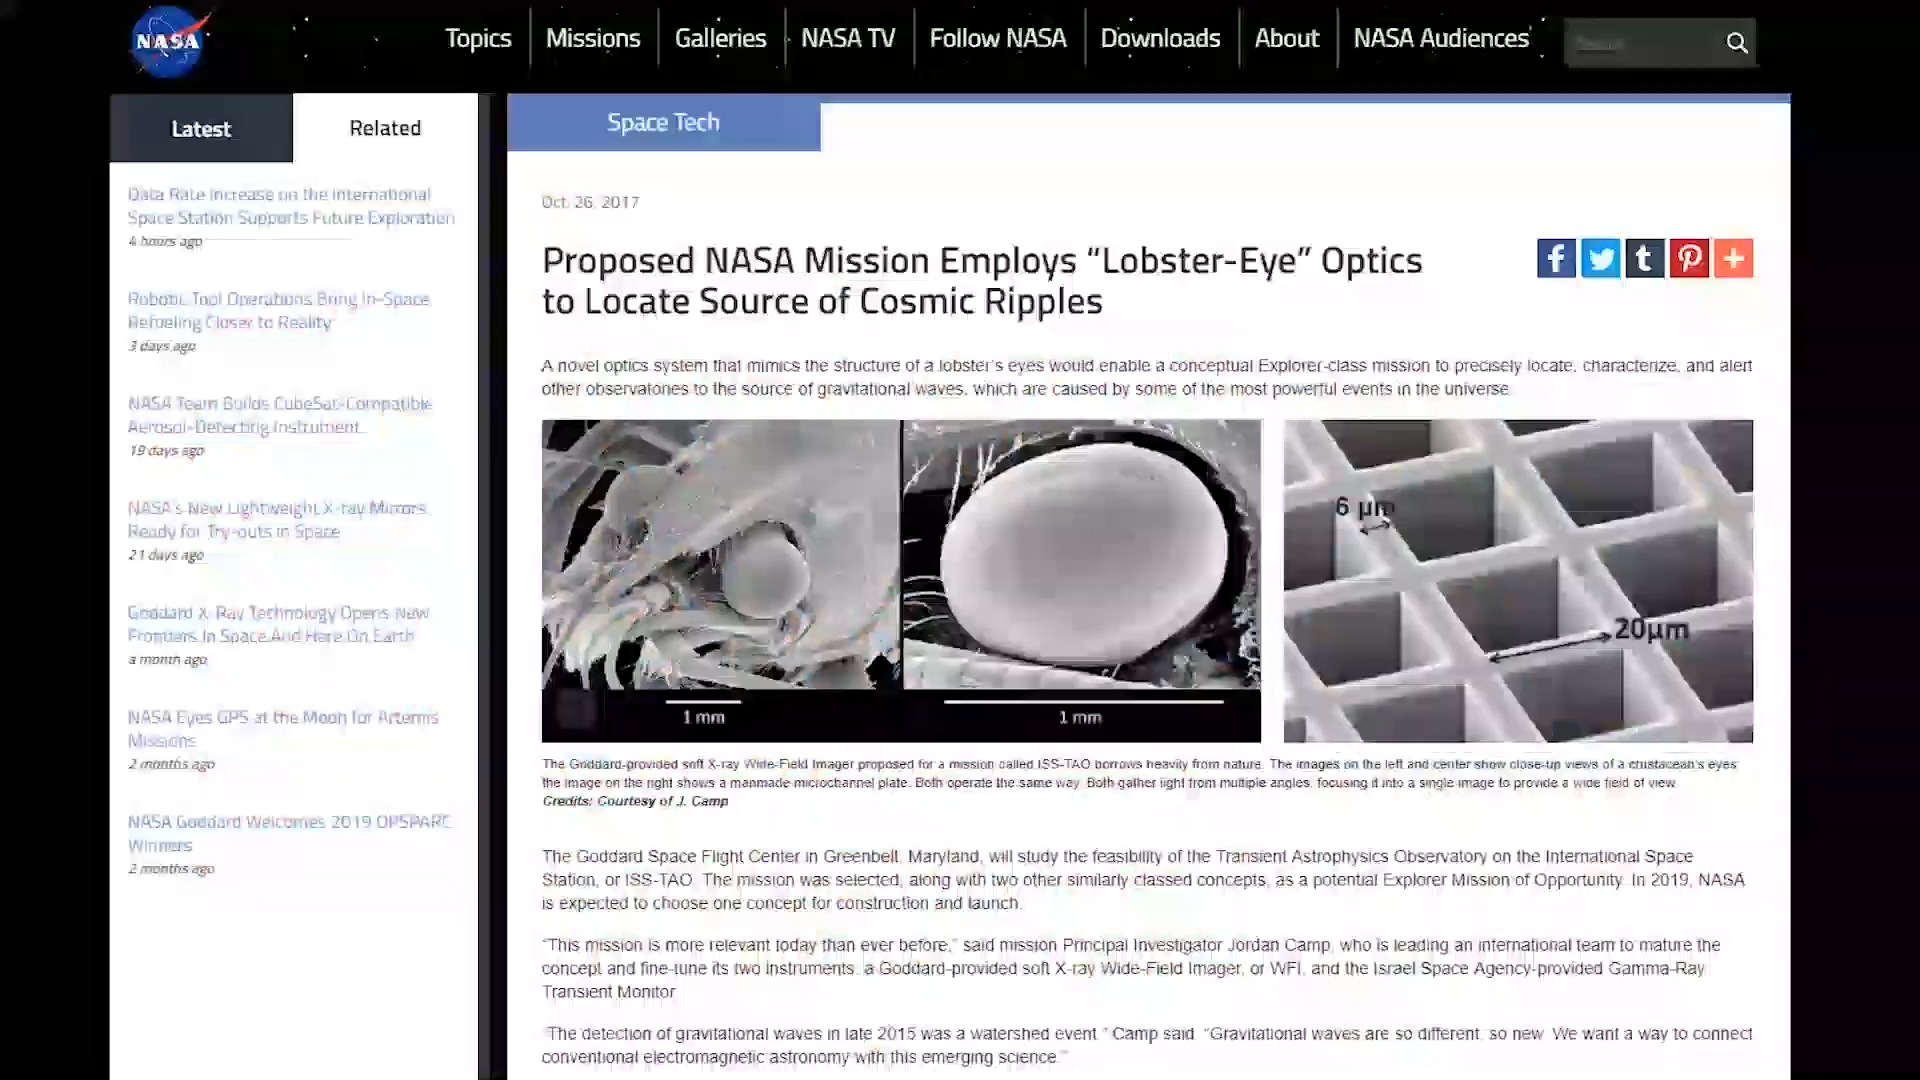 NASA
Topics
Missions
Galleries
NASA TV
Follow NASA
Downloads
About
NASA Audiences
Latest
Related
Data Rate Increase on the International
Space Station Supports Future Exploration
4 hours ago
Robotic Tool Operations Bring In-Space
Refueling Closer to Reality
3 days ago
NASA Team Builds CubeSat-Compatible
Aerosol-Detecting Instrument
19 days ago
NASA's New Lightweight X-ray Mirrors
Ready for Try-outs in Space
21 days ago
Goddard X-Ray Technology Opens New
Frontiers In Space And Here On Earth
a month ago
NASA Eyes GPS at the Moon for Artemis
Missions
2 months ago
NASA Goddard Welcomes 2019 OPSPARC
Winners
2 months ago
Space Tech
Oct. 26, 2017
Proposed NASA Mission Employs “Lobster-Eye” Optics
to Locate Source of Cosmic Ripples
A novel optics system that mimics the structure of a lobster's eyes would enable a conceptual Explorer-class mission to precisely locate, characterize, and alert
other observatories to the source of gravitational waves, which are caused by some of the most powerful events in the universe.
1 mm
1 mm
6 µm
20µm
The Goddard-provided soft X-ray Wide-Field Imager proposed for a mission called ISS-TAO borrows heavily from nature. The images on the left and center show close-up views of a crustacean's eyes
the image on the right shows a manmade microchannel plate. Both operate the same way. Both gather light from multiple angles, focusing it into a single image to provide a wide field of view.
Credits: Courtesy of J. Camp
The Goddard Space Flight Center in Greenbelt, Maryland, will study the feasibility of the Transient Astrophysics Observatory on the International Space
Station, or ISS-TAO. The mission was selected, along with two other similarly classed concepts, as a potential Explorer Mission of Opportunity. In 2019, NASA
is expected to choose one concept for construction and launch.
“This mission is more relevant today than ever before,” said mission Principal Investigator Jordan Camp, who is leading an international team to mature the
concept and fine-tune its two instruments: a Goddard-provided soft X-ray Wide-Field Imager, or WFI, and the Israel Space Agency-provided Gamma-Ray
Transient Monitor.
“The detection of gravitational waves in late 2015 was a watershed event,” Camp said. “Gravitational waves are so different, so new. We want a way to connect
conventional electromagnetic astronomy with this emerging science.”